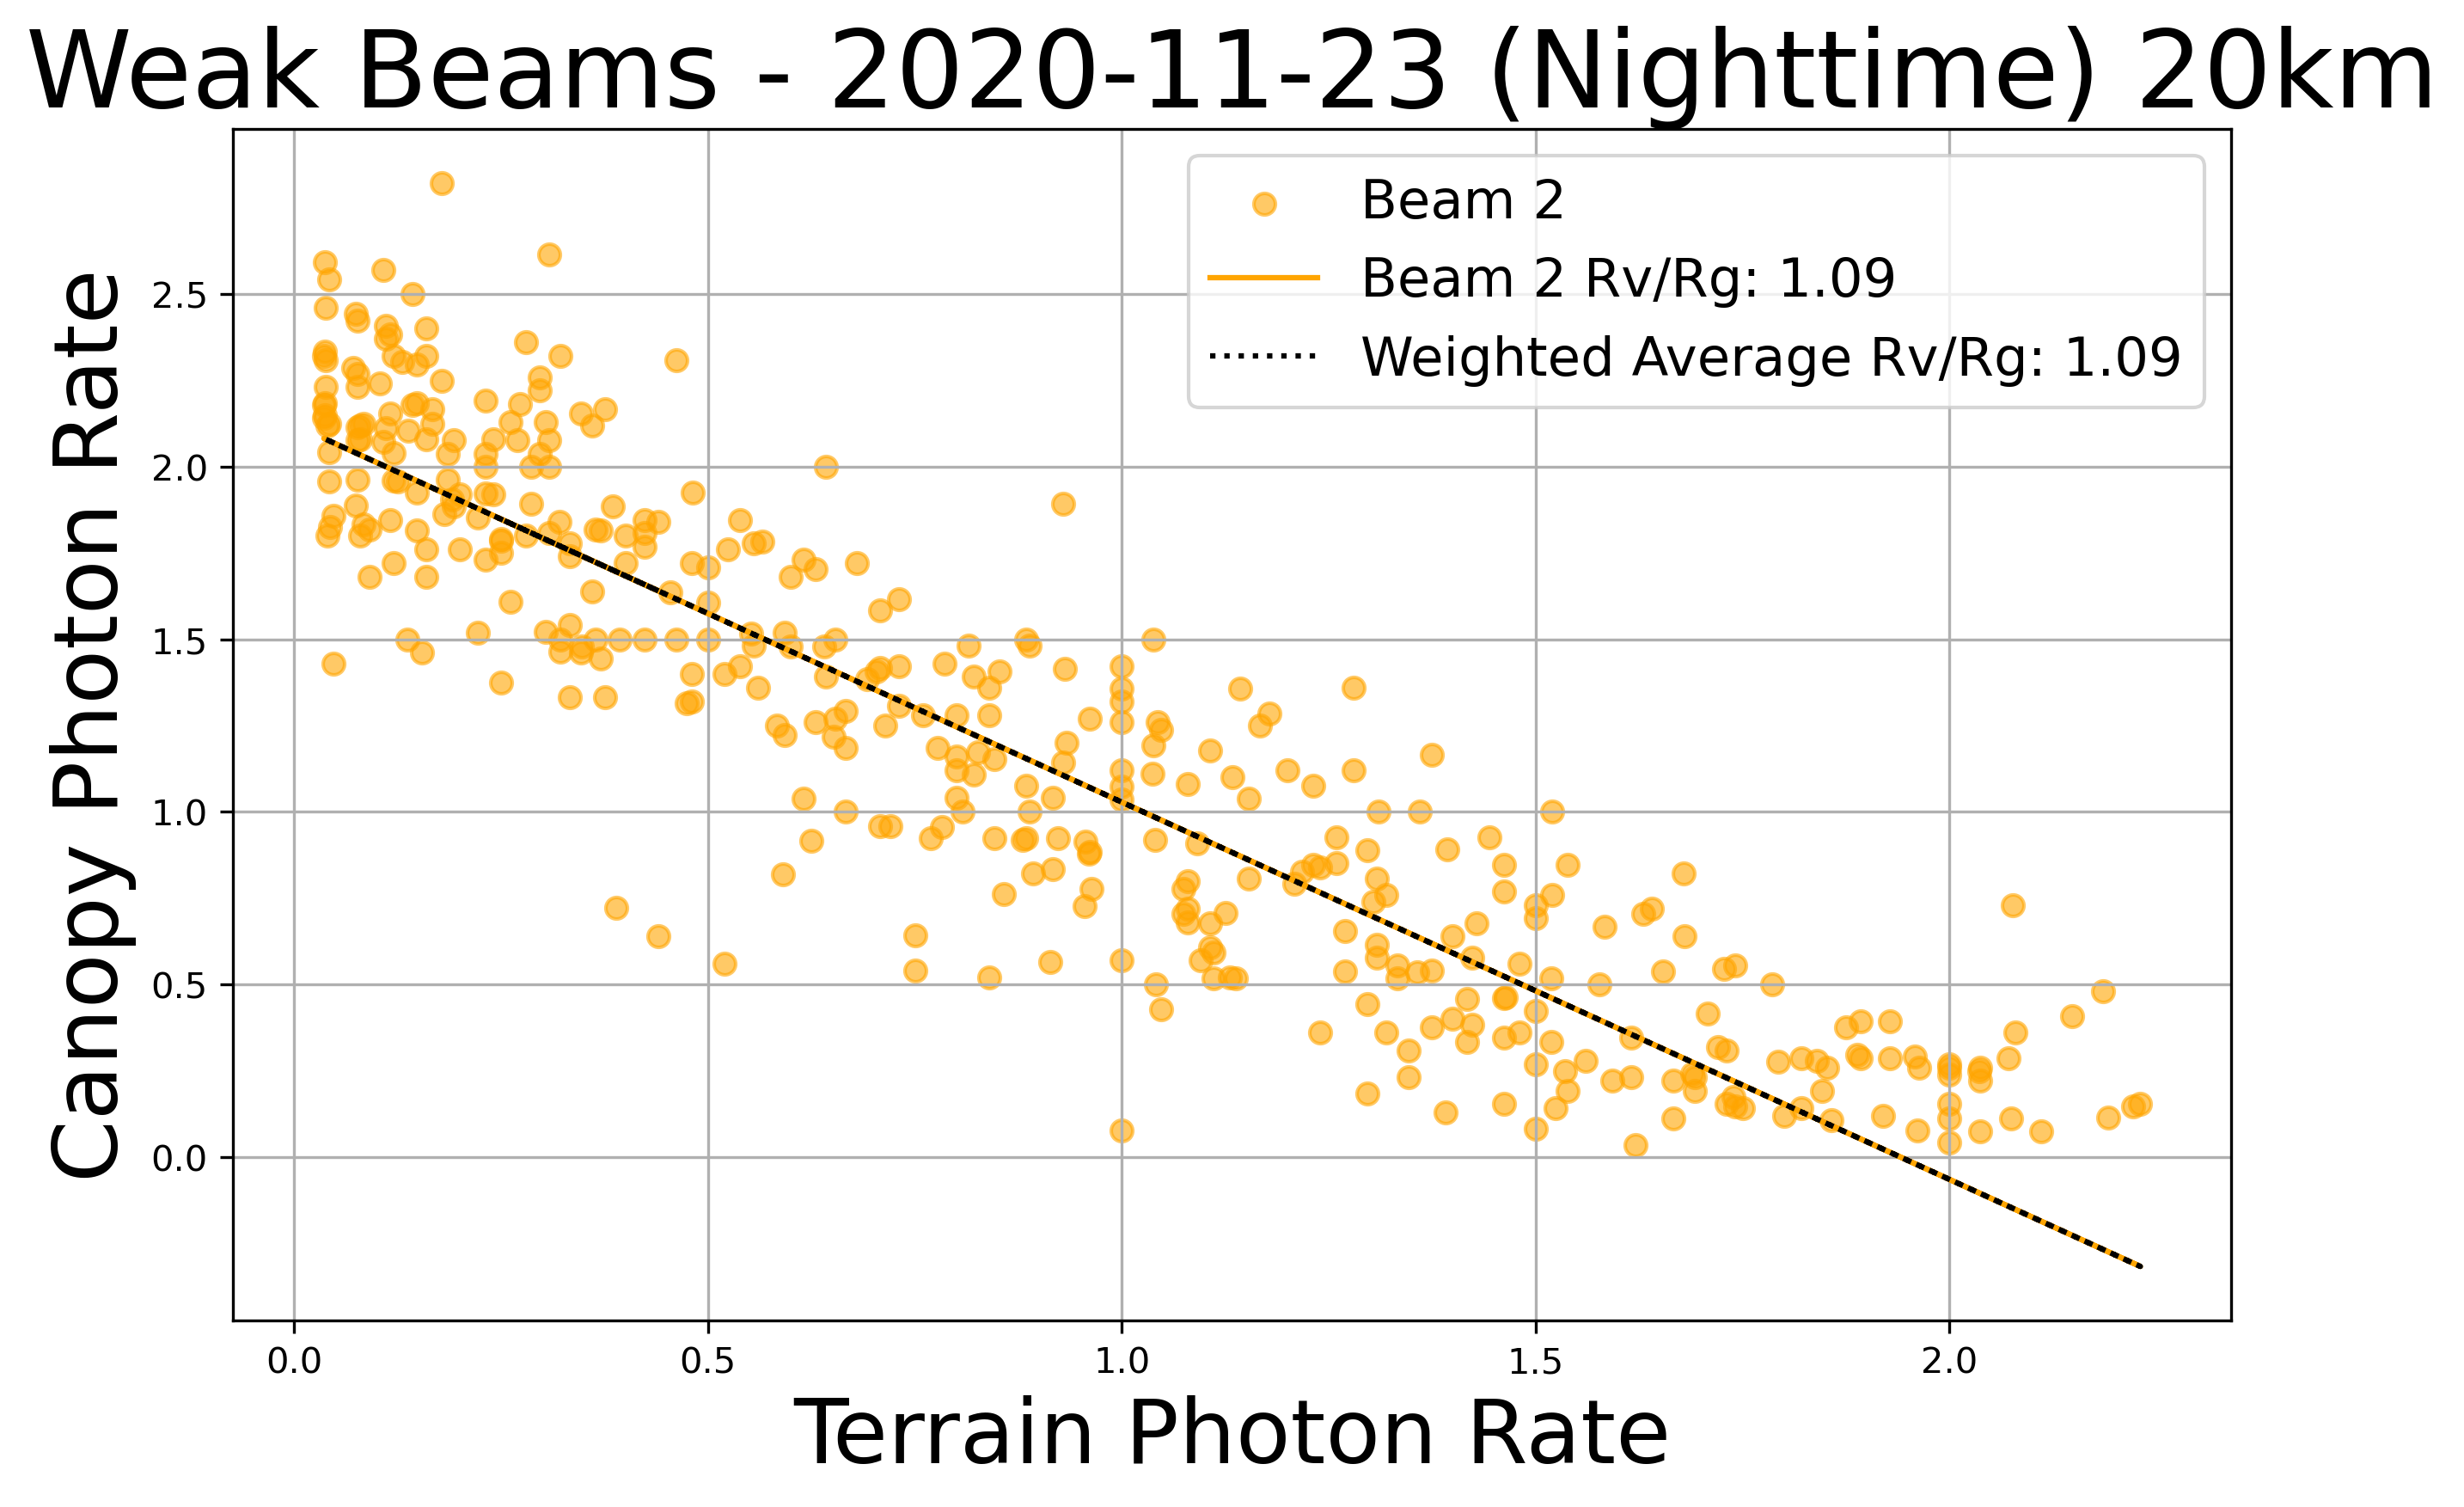 Weak Beams - 2020-11-23 (Nighttime) 20km
Beam 2
Beam 2 Rv/Rg: 1.09
Weighted Average Rv/Rg: 1.09
Canopy Photon Rate
2.5
2.0
1.5
1.0
0.5
0.0
0.0 0.5 1.0 1.5 2.0
Terrain Photon Rate